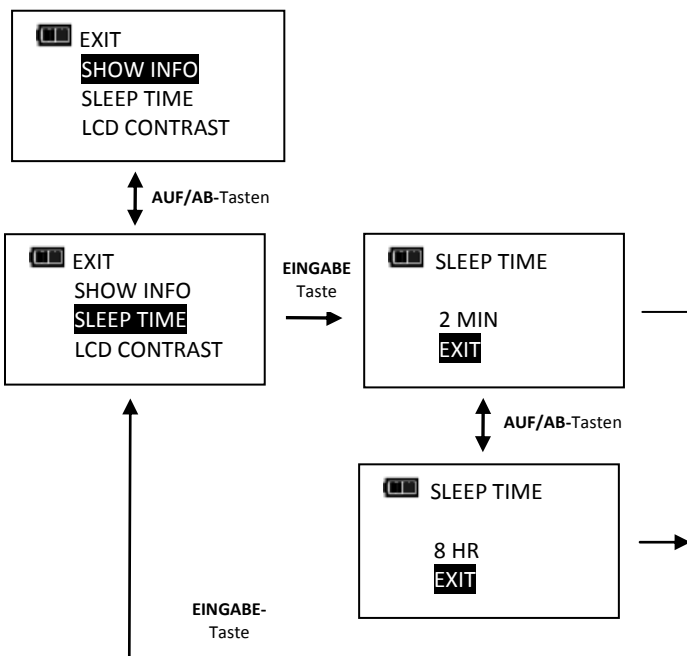 EXIT
SHOW INFO
SLEEP TIME
LCD CONTRAST
AUF/AB-Tasten
EXIT
SHOW INFO
SLEEP TIME
LCD CONTRAST
EINGABE
Taste
SLEEP TIME
2 MIN
EXIT
AUF/AB-Tasten
SLEEP TIME
8 HR
EXIT
EINGABE-
Taste